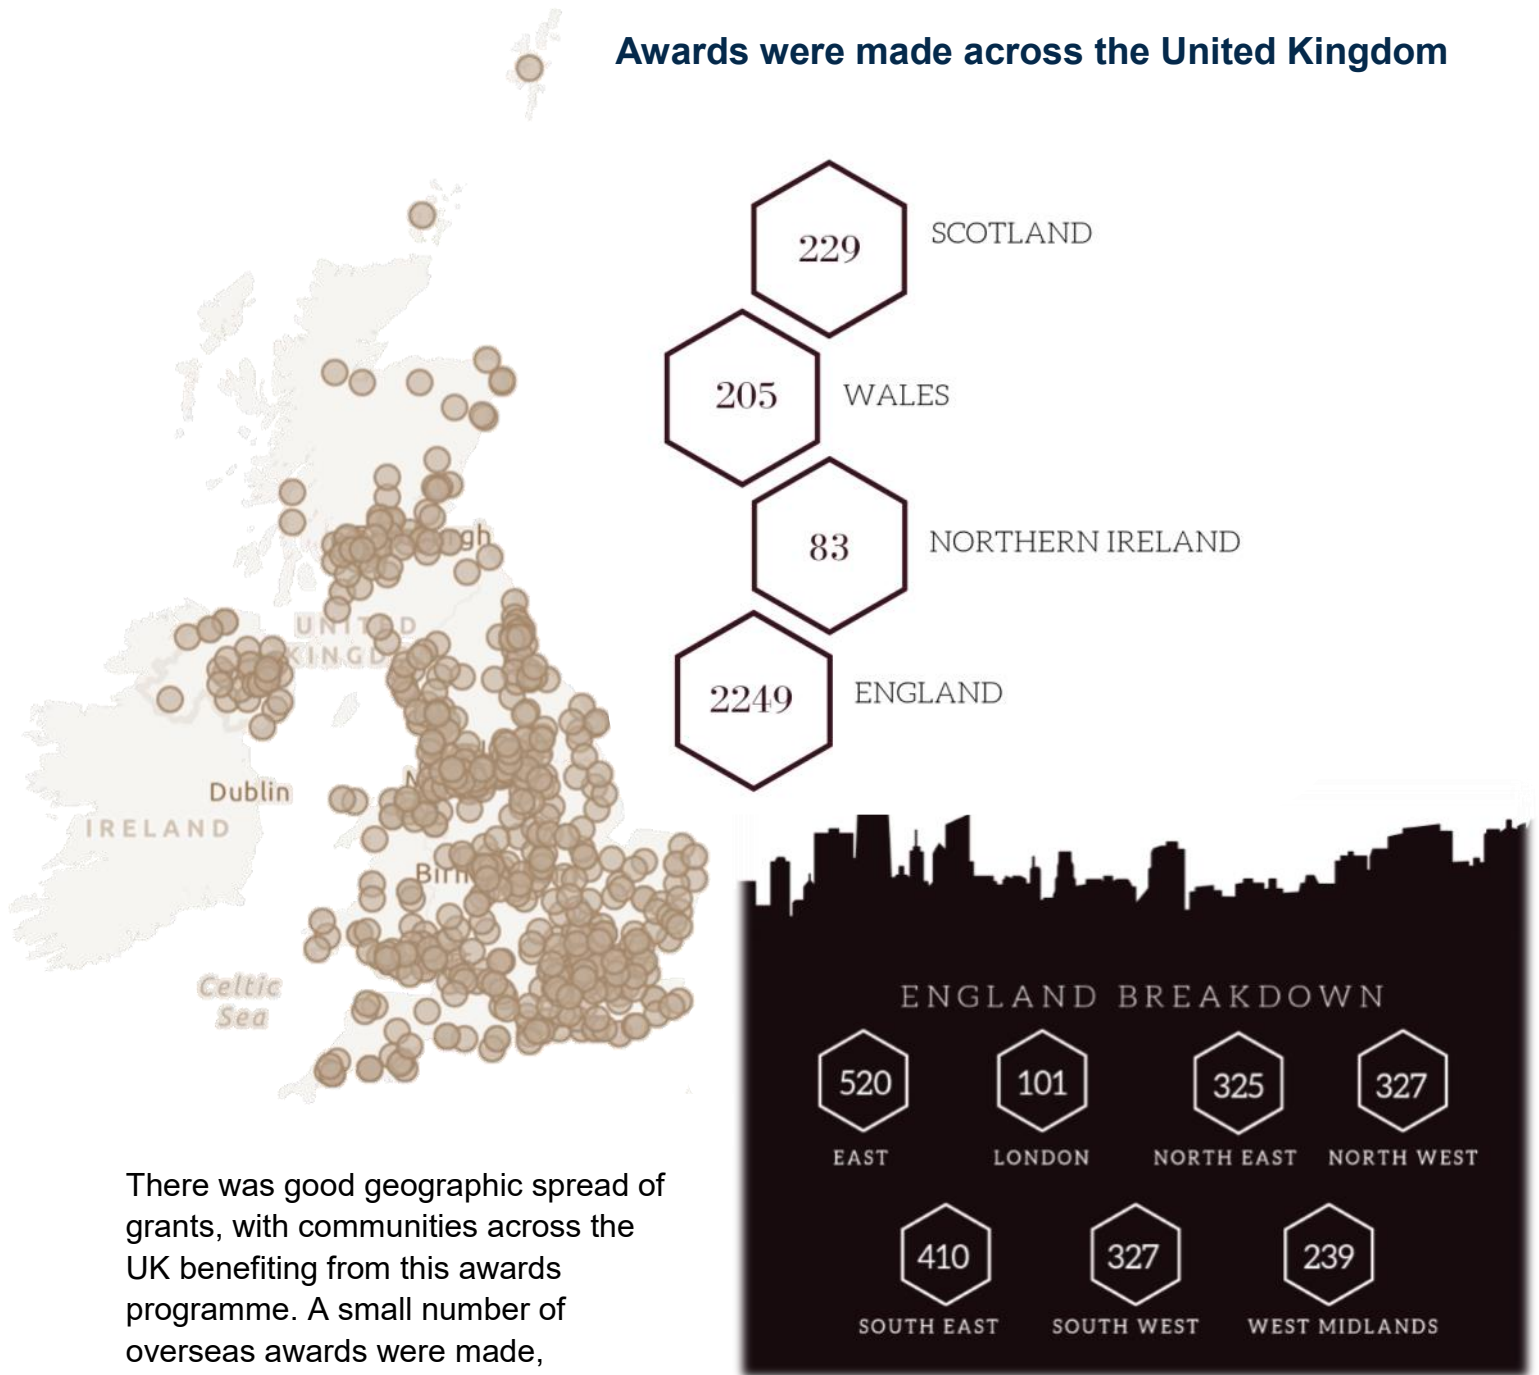 Awards were made across the United Kingdom
229
SCOTLAND
205
WALES
83
NORTHERN IRELAND
2249
ENGLAND
UNITED
KINGD
Dublin
IRELAND
Celtic
Sea
ENGLAND BREAKDOWN
520
101
325
327
EAST
LONDON
NORTH EAST
NORTH WEST
410
327
239
SOUTH EAST
SOUTH WEST
WEST MIDLANDS
There was good geographic spread of
grants, with communities across the
UK benefiting from this awards
programme. A small number of
overseas awards were made,